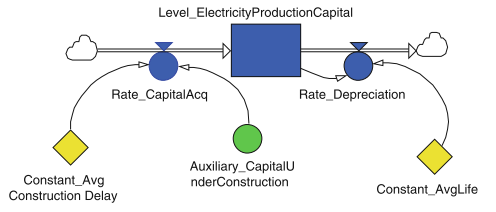 Level_ElectricityProductionCapital
Rate_CapitalAcq
Rate_Depreciation
Constant_Avg
Construction Delay
Auxiliary_CapitalU
nderConstruction
Constant_AvgLife